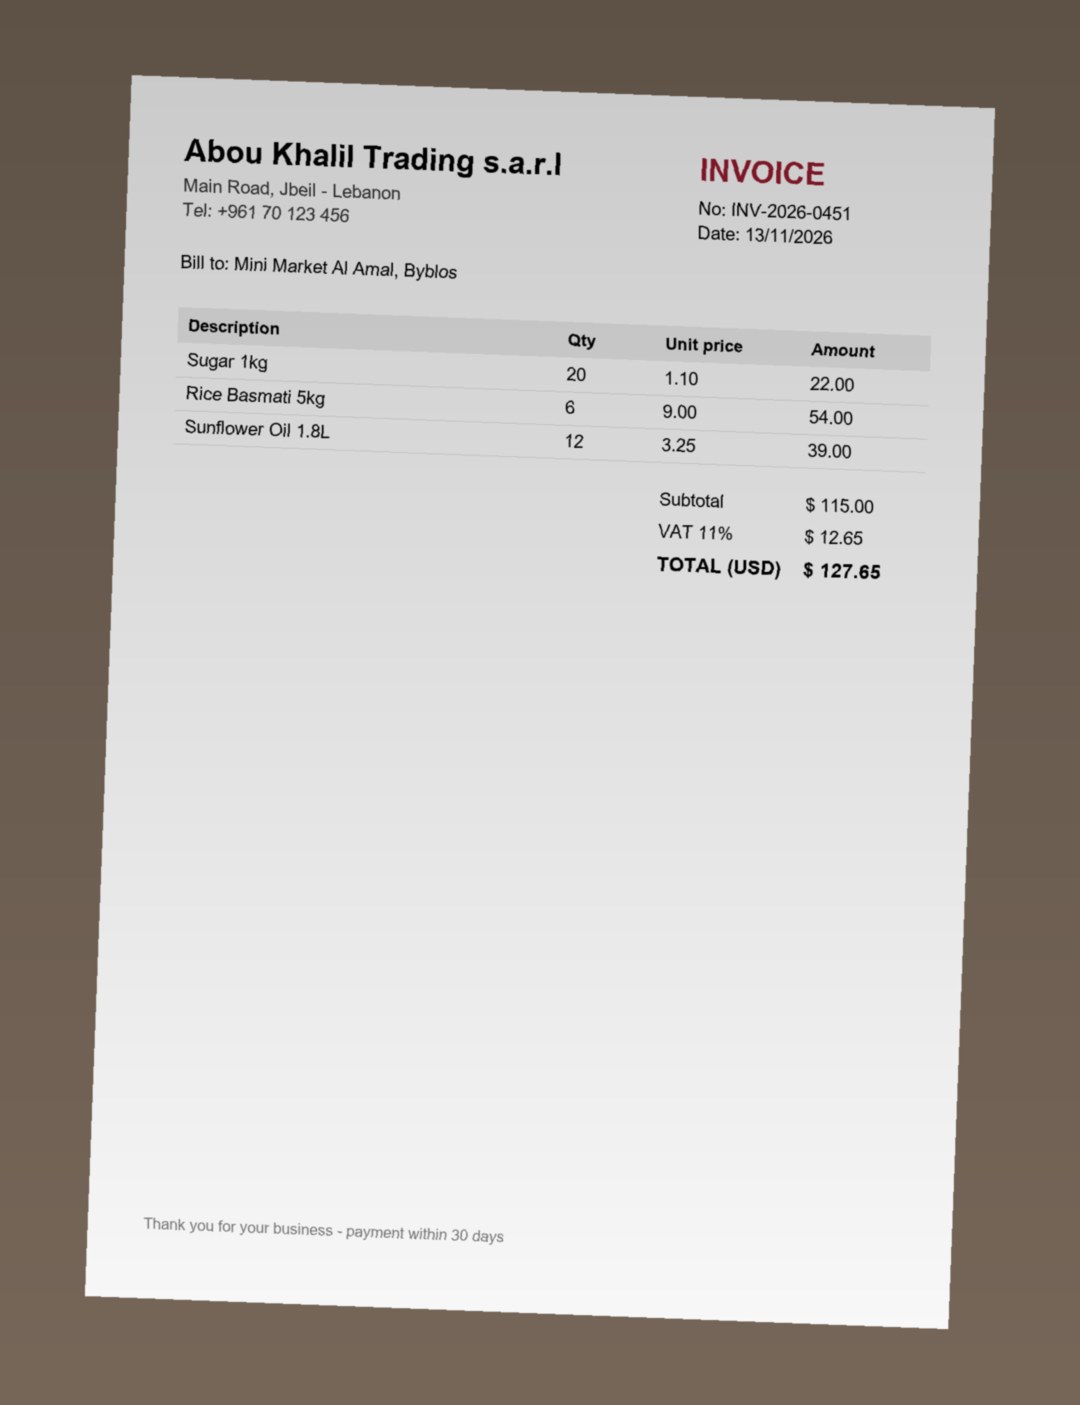 Abou Khalil Trading s.a.r.l
Main Road, Jbeil - Lebanon
Tel: +961 70 123 456
INVOICE
No: INV-2026-0451
Date: 13/11/2026
Bill to: Mini Market Al Amal, Byblos
Description Qty Unit price Amount
Sugar 1kg 20 1.10 22.00
Rice Basmati 5kg 6 9.00 54.00
Sunflower Oil 1.8L 12 3.25 39.00
Subtotal $ 115.00
VAT 11% $ 12.65
TOTAL (USD) $ 127.65
Thank you for your business - payment within 30 days